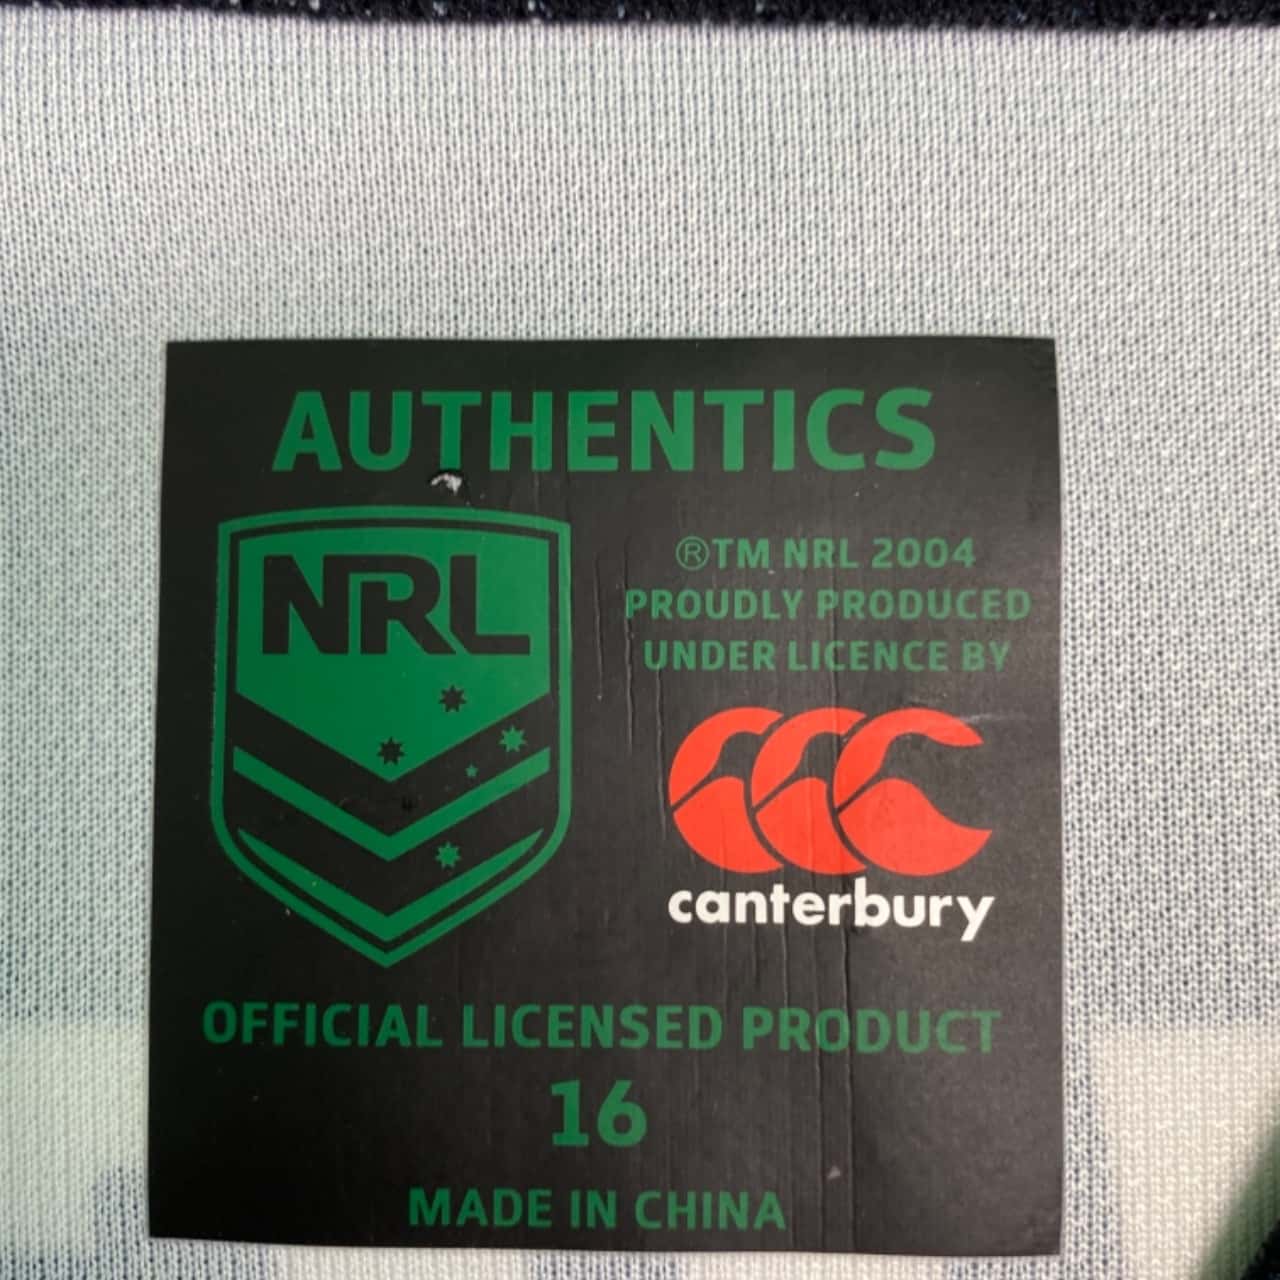 AUTHENTICS
NRL
®TM NRL 2004
PROUDLY PRODUCED
UNDER LICENCE BY
canterbury
OFFICIAL LICENSED PRODUCT
16
MADE IN CHINA